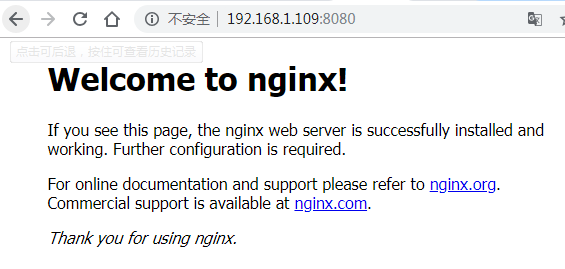 不安全 192.168.1.109:8080
点击可后退，按住可查看历史记录
Welcome to nginx!
If you see this page, the nginx web server is successfully installed and
working. Further configuration is required.
For online documentation and support please refer to nginx.org.
Commercial support is available at nginx.com.
Thank you for using nginx.